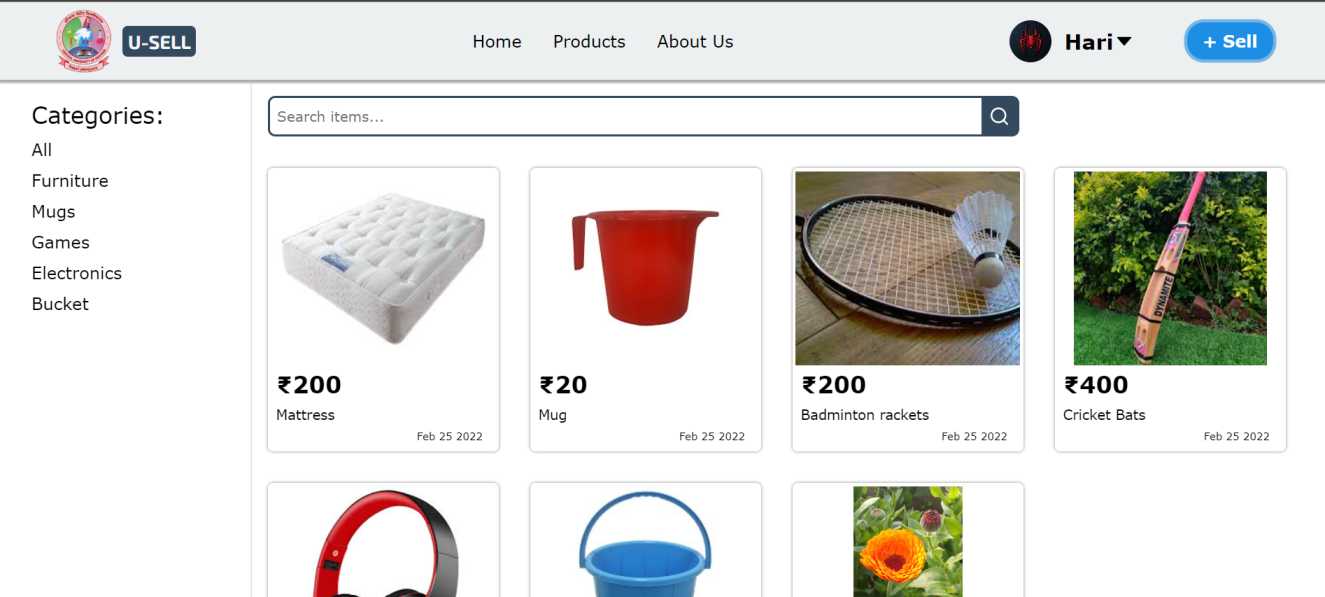 U-SELL
Home Products About Us
Hari
+ Sell
Categories:
All
Furniture
Mugs
Games
Electronics
Bucket
Search items...
₹200
Mattress
Feb 25 2022
₹20
Mug
Feb 25 2022
₹200
Badminton rackets
Feb 25 2022
₹400
Cricket Bats
Feb 25 2022
DYNAMITE